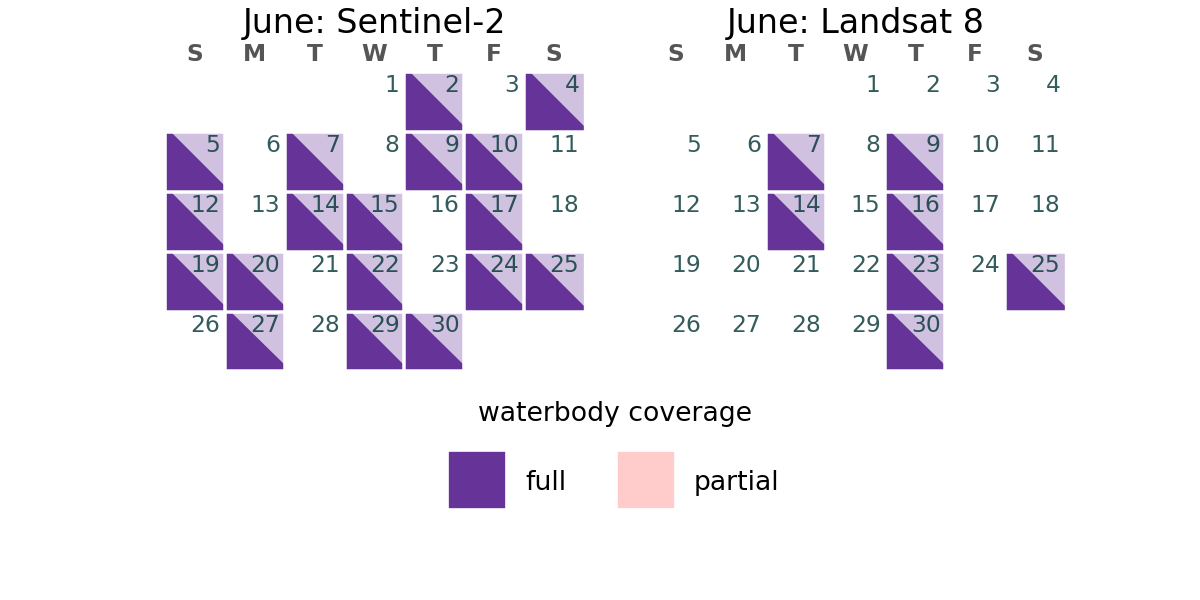 June: Sentinel-2
S M T W T F S
1 2 3 4
5 6 7 8 9 10 11
12 13 14 15 16 17 18
19 20 21 22 23 24 25
26 27 28 29 30
June: Landsat 8
S M T W T F S
1 2 3 4
5 6 7 8 9 10 11
12 13 14 15 16 17 18
19 20 21 22 23 24 25
26 27 28 29 30
waterbody coverage
full partial